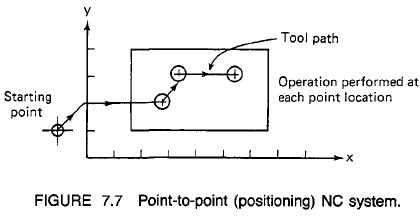 y
Tool path
Starting
point
Operation performed at
each point location
x
FIGURE 7.7 Point-to-point (positioning) NC system.